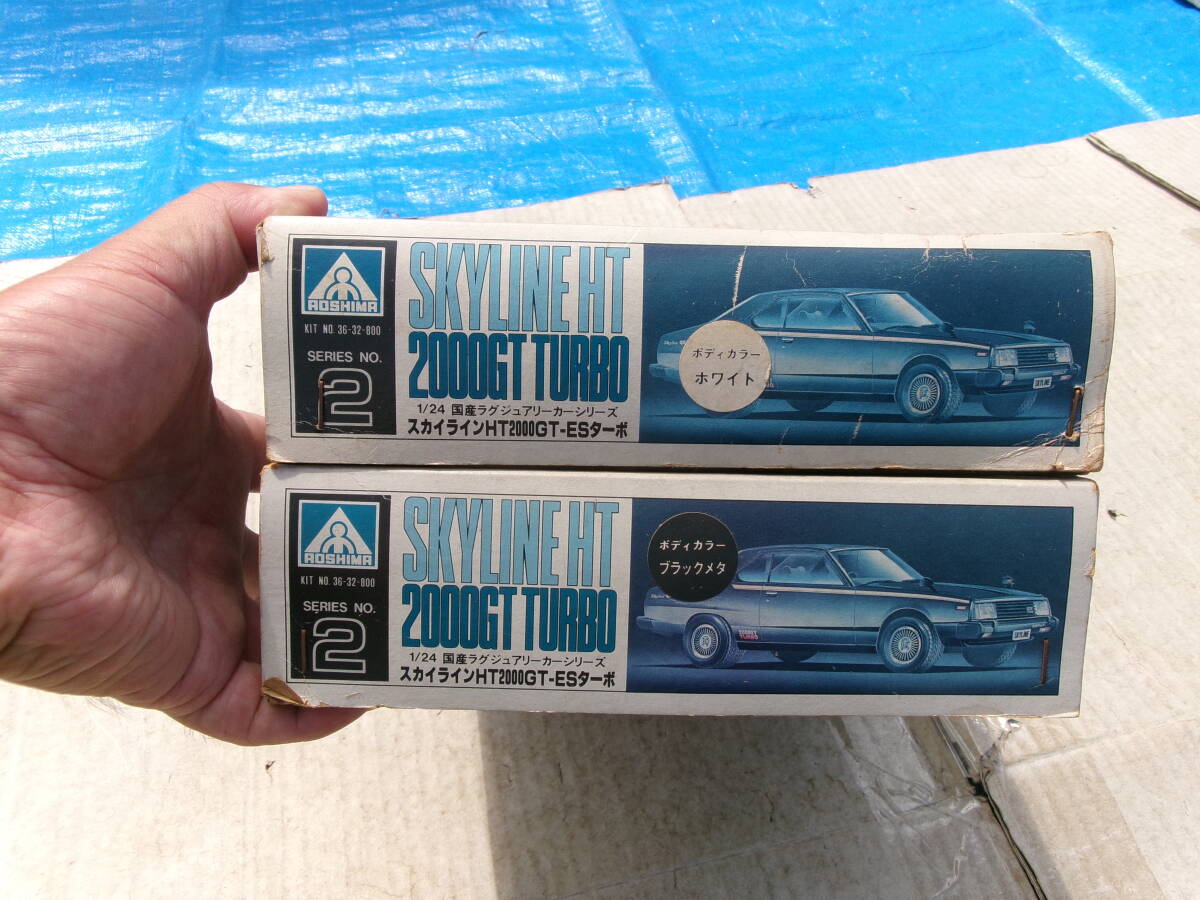 AOSHIMA
KIT NO. 36-32-800
SERIES NO.
2
SKYLINE HT
2000GT TURBO
1/24 国産ラグジュアリーカーシリーズ
スカイラインHT2000GT-ESターボ
ボディカラー
ホワイト
SKYLINE
AOSHIMA
KIT NO. 36-32-800
SERIES NO.
2
SKYLINE HT
2000GT TURBO
1/24 国産ラグジュアリーカーシリーズ
スカイラインHT2000GT-ESターボ
ボディカラー
ブラックメタ
TURBO
SKYLINE